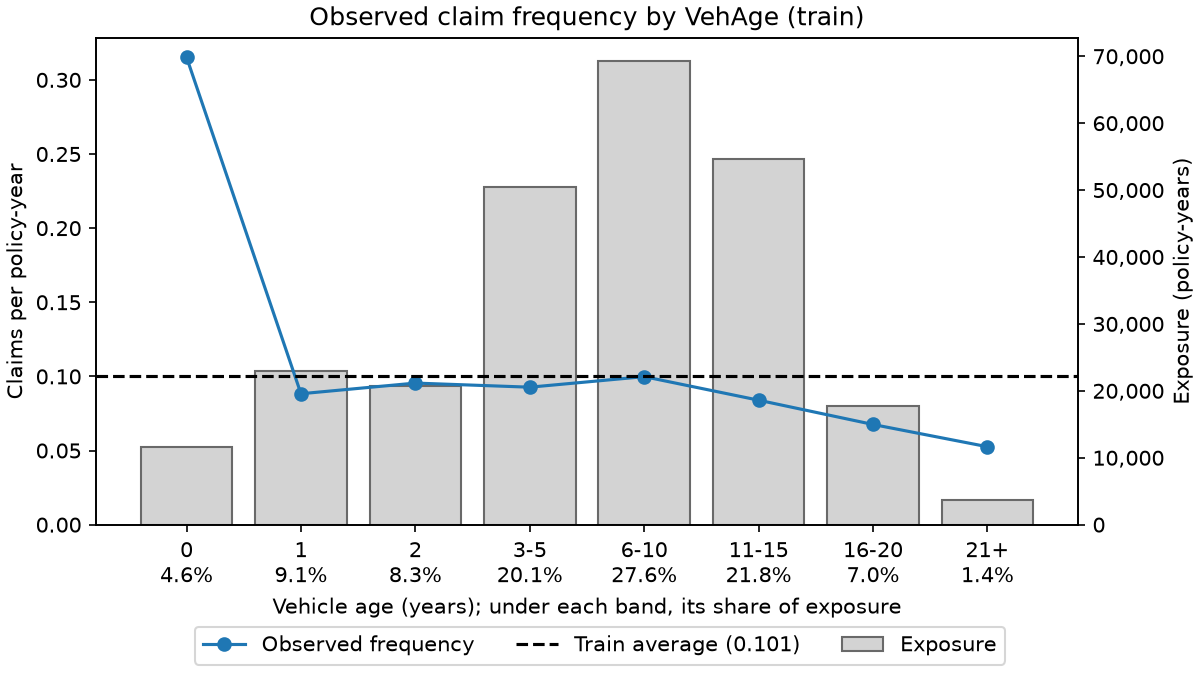 Observed claim frequency by VehAge (train)
Claims per policy-year
0.30
0.25
0.20
0.15
0.10
0.05
0.00
70,000
60,000
50,000
40,000
30,000
20,000
10,000
0
Exposure (policy-years)
0 1 2 3-5 6-10 11-15 16-20 21+
4.6% 9.1% 8.3% 20.1% 27.6% 21.8% 7.0% 1.4%
Vehicle age (years); under each band, its share of exposure
Observed frequency Train average (0.101) Exposure